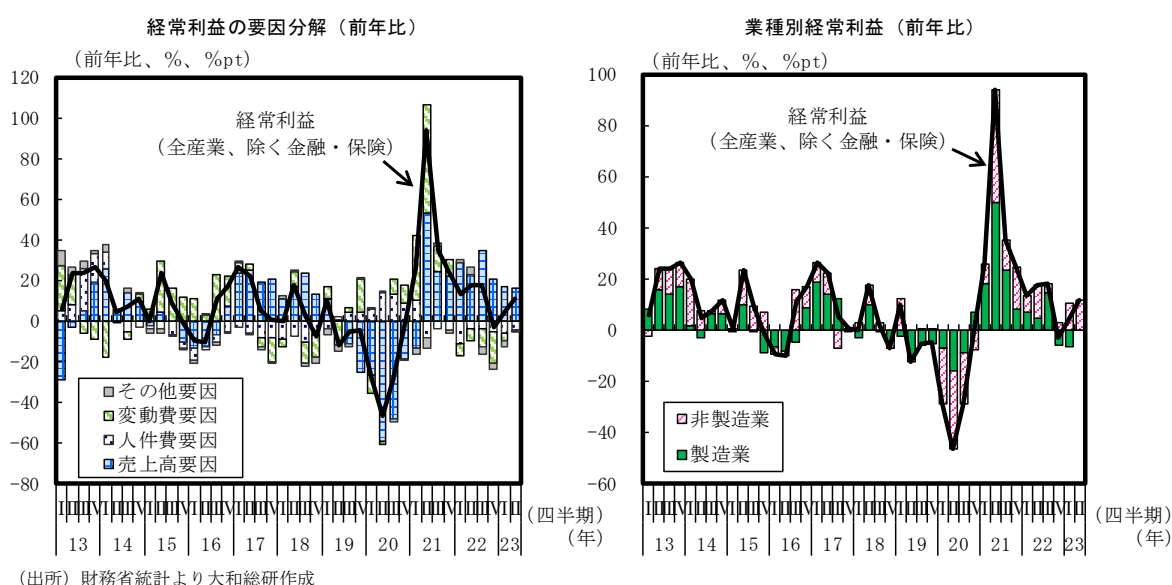 経常利益の要因分解（前年比）
（前年比、%、%pt）
120
100
80
60
40
20
0
−20
−40
−60
−80
経常利益
（全産業、除く金融・保険）
その他要因
変動費要因
人件費要因
売上高要因
ⅠⅡⅢⅣⅠⅡⅢⅣⅠⅡⅢⅣⅠⅡⅢⅣⅠⅡⅢⅣⅠⅡⅢⅣⅠⅡⅢⅣⅠⅡⅢⅣⅠⅡⅢⅣⅠⅡⅢⅣⅠⅡ
（四半期）
13 14 15 16 17 18 19 20 21 22 23
（年）
業種別経常利益（前年比）
（前年比、%、%pt）
100
80
60
40
20
0
−20
−40
−60
経常利益
（全産業、除く金融・保険）
非製造業
製造業
ⅠⅡⅢⅣⅠⅡⅢⅣⅠⅡⅢⅣⅠⅡⅢⅣⅠⅡⅢⅣⅠⅡⅢⅣⅠⅡⅢⅣⅠⅡⅢⅣⅠⅡⅢⅣⅠⅡⅢⅣⅠⅡ
（四半期）
13 14 15 16 17 18 19 20 21 22 23
（年）
（出所）財務省統計より大和総研作成